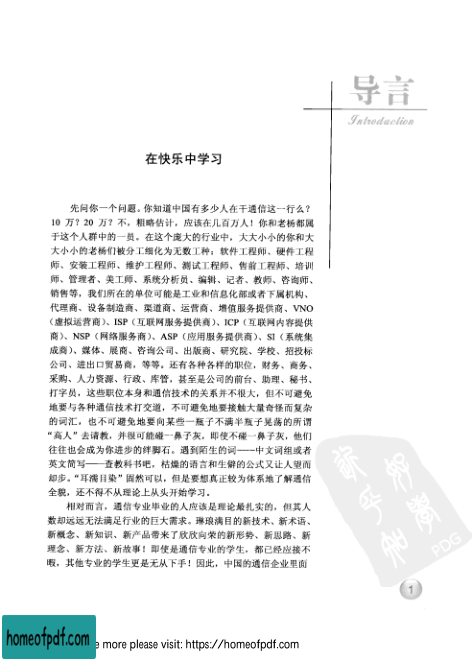 导言
Introduction
在快乐中学习
先问你一个问题。你知道中国有多少人在干通信这一行么？
10 万？20 万？不，粗略估计，应该在几百万人！你和老杨都属
于这个人群中的一员。在这个庞大的行业中，大大小小的你和大
大小小的老杨们被分工细化为无数工种：软件工程师、硬件工程
师、安装工程师、维护工程师、测试工程师、售前工程师、培训
师、管理者、美工师、系统分析员、编辑、记者、教师、咨询师、
销售等。我们所在的单位可能是工业和信息化部或者下属机构、
代理商、设备制造商、渠道商、运营商、增值服务提供商、VNO
（虚拟运营商）、ISP（互联网服务提供商）、ICP（互联网内容提供
商）、NSP（网络服务商）、ASP（应用服务提供商）、SI（系统集
成商）、媒体、展商、咨询公司、出版商、研究院、学校、招投标
公司、进出口贸易商，等等。还有各种各样的职位，财务、商务、
采购、人力资源、行政、库管，甚至是公司的前台、助理、秘书、
打字员，这些职位本身和通信技术的关系并不很大，但不可避免
地要与各种通信技术打交道，不可避免地要接触大量奇怪而复杂
的词汇，也不可避免地要向某些一瓶子不满半瓶子晃荡的所谓
“高人”去请教，并很可能碰一鼻子灰。即使不碰一鼻子灰，他们
往往也会成为你进步的绊脚石。遇到陌生的词——中文词组或者
英文简写——查教科书吧，枯燥的语言和生僻的公式又让人望而
却步。“耳濡目染”固然可以，但是要想真正较为体系地了解通信
全貌，还不得不从理论上从头开始学习。
相对而言，通信专业毕业的人应该是理论最扎实的，但其人
数却远远无法满足行业的巨大需求。琳琅满目的新技术、新术语、
新概念、新知识、新产品带来了欣欣向荣的新形势、新思路、新
理念、新方法、新故事！即使是通信专业的学生，都已经应接不
暇，其他专业的学生更是无从下手！因此，中国的通信企业里面
PDG
1
homeofpdf.com
e more please visit: https://homeofpdf.com